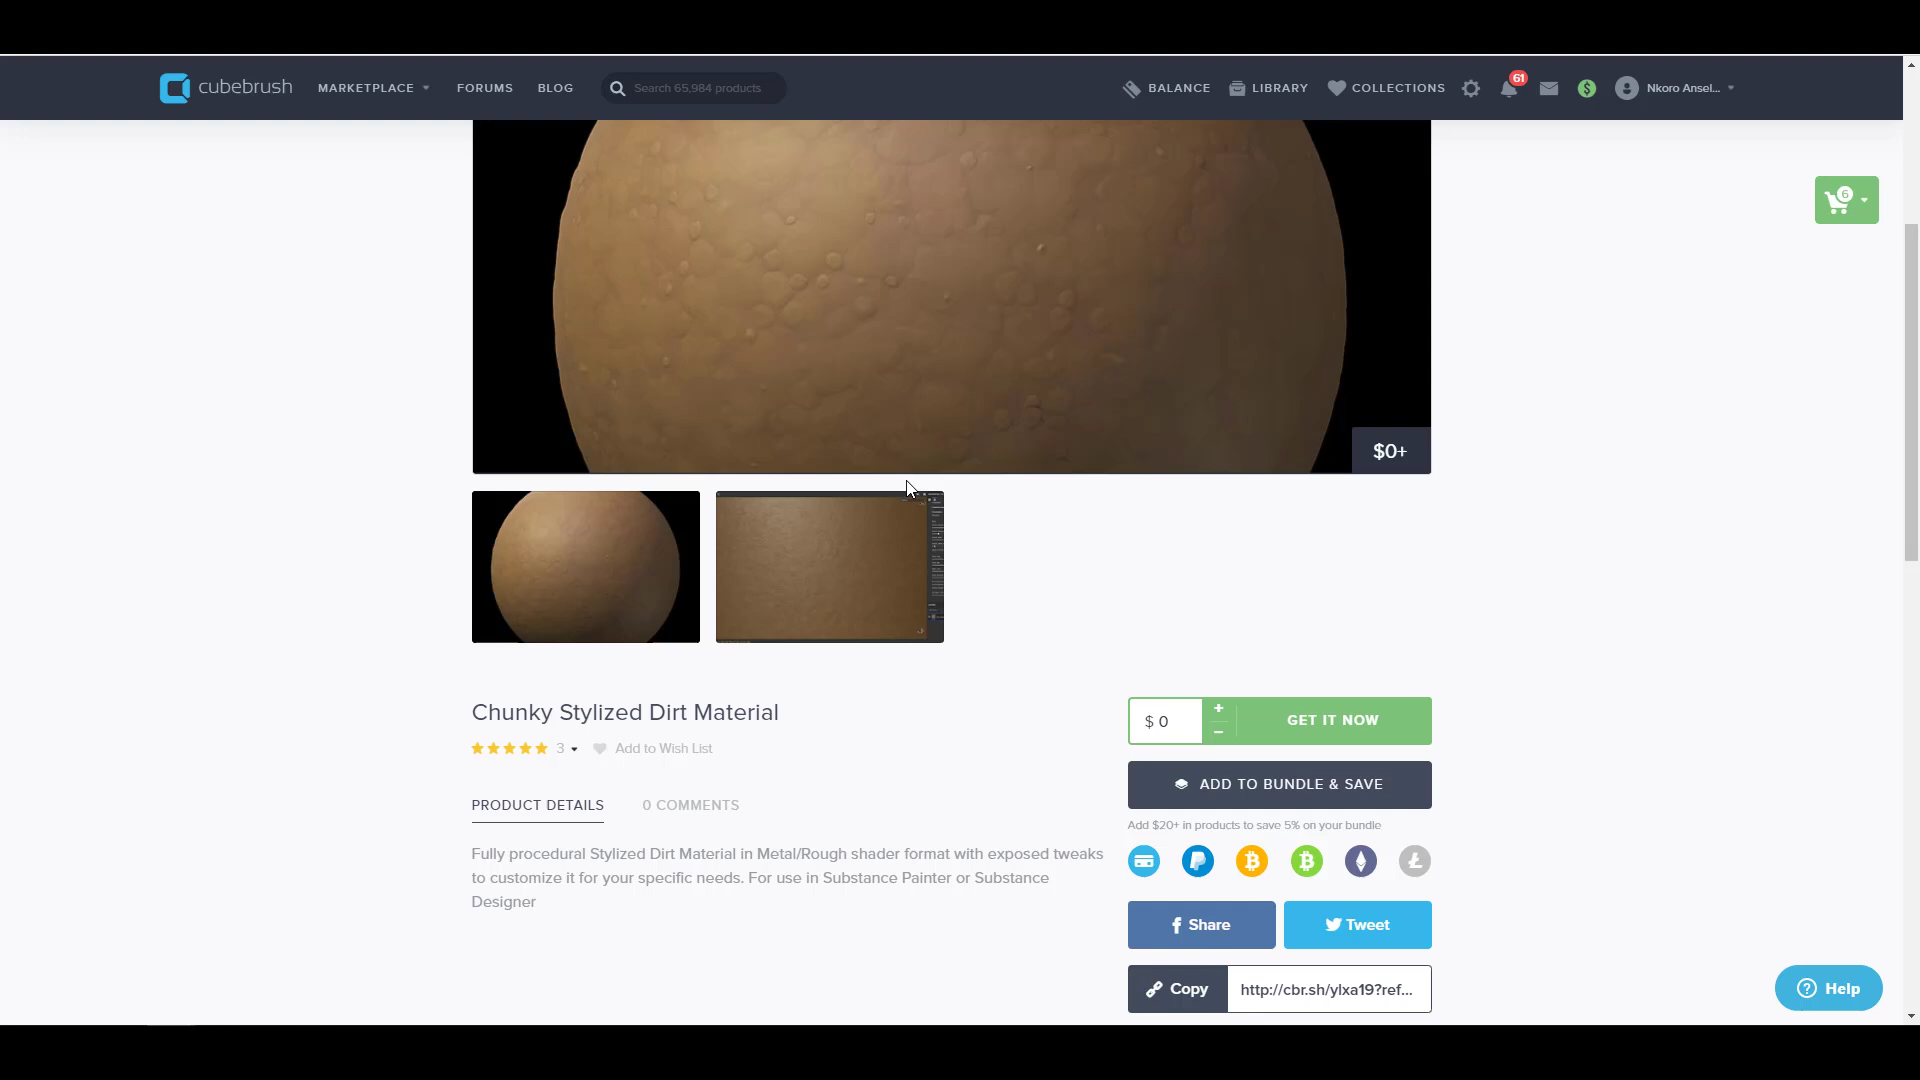 cubebrush MARKETPLACE FORUMS BLOG Search 65,984 products BALANCE LIBRARY COLLECTIONS 61 $ Nkoro Ansel...
6
$0+
Chunky Stylized Dirt Material
3 Add to Wish List
PRODUCT DETAILS 0 COMMENTS
Fully procedural Stylized Dirt Material in Metal/Rough shader format with exposed tweaks
to customize it for your specific needs. For use in Substance Painter or Substance
Designer
$ 0 + − GET IT NOW
ADD TO BUNDLE & SAVE
Add $20+ in products to save 5% on your bundle
Share Tweet
Copy http://cbr.sh/ylxa19?ref...
Help